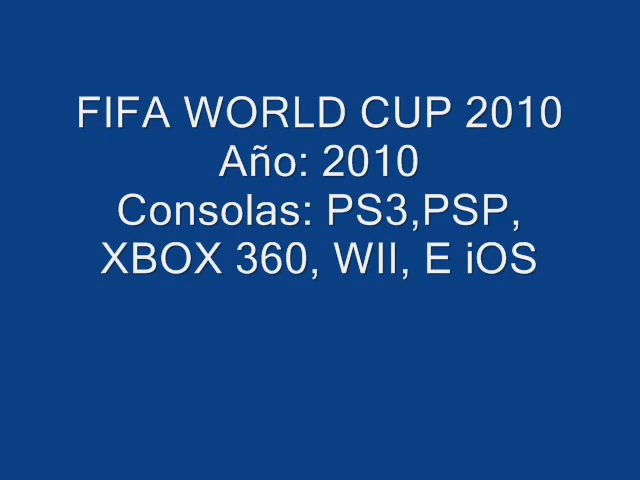 FIFA WORLD CUP 2010
Año: 2010
Consolas: PS3,PSP,
XBOX 360, WII, E iOS